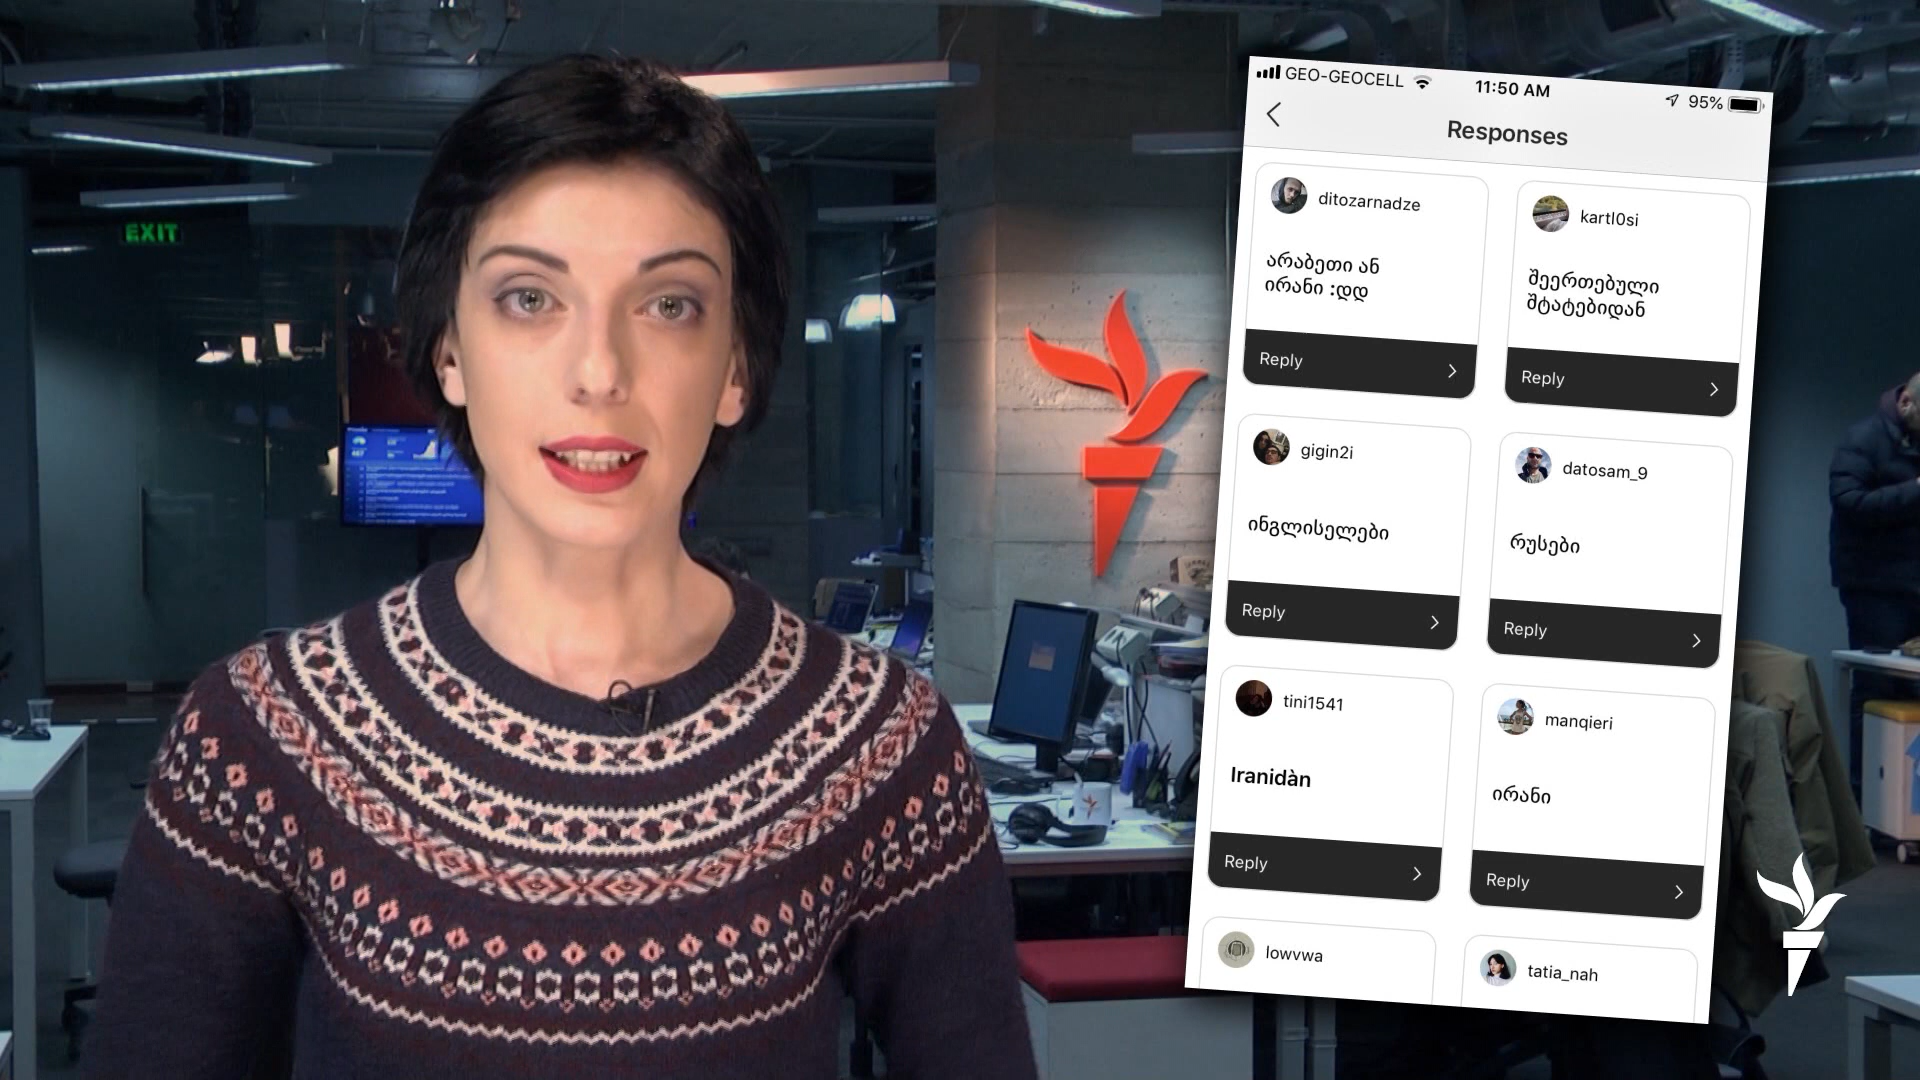 EXIT
GEO-GEOCELL
11:50 AM
95%
Responses
ditozarnadze
არაბეთი ან
ირანი :დდ
Reply
kartl0si
შეერთებული
შტატებიდან
Reply
gigin2i
ინგლისელები
Reply
datosam_9
რუსები
Reply
tini1541
Iranidàn
Reply
manqieri
ირანი
Reply
lowvwa
tatia_nah